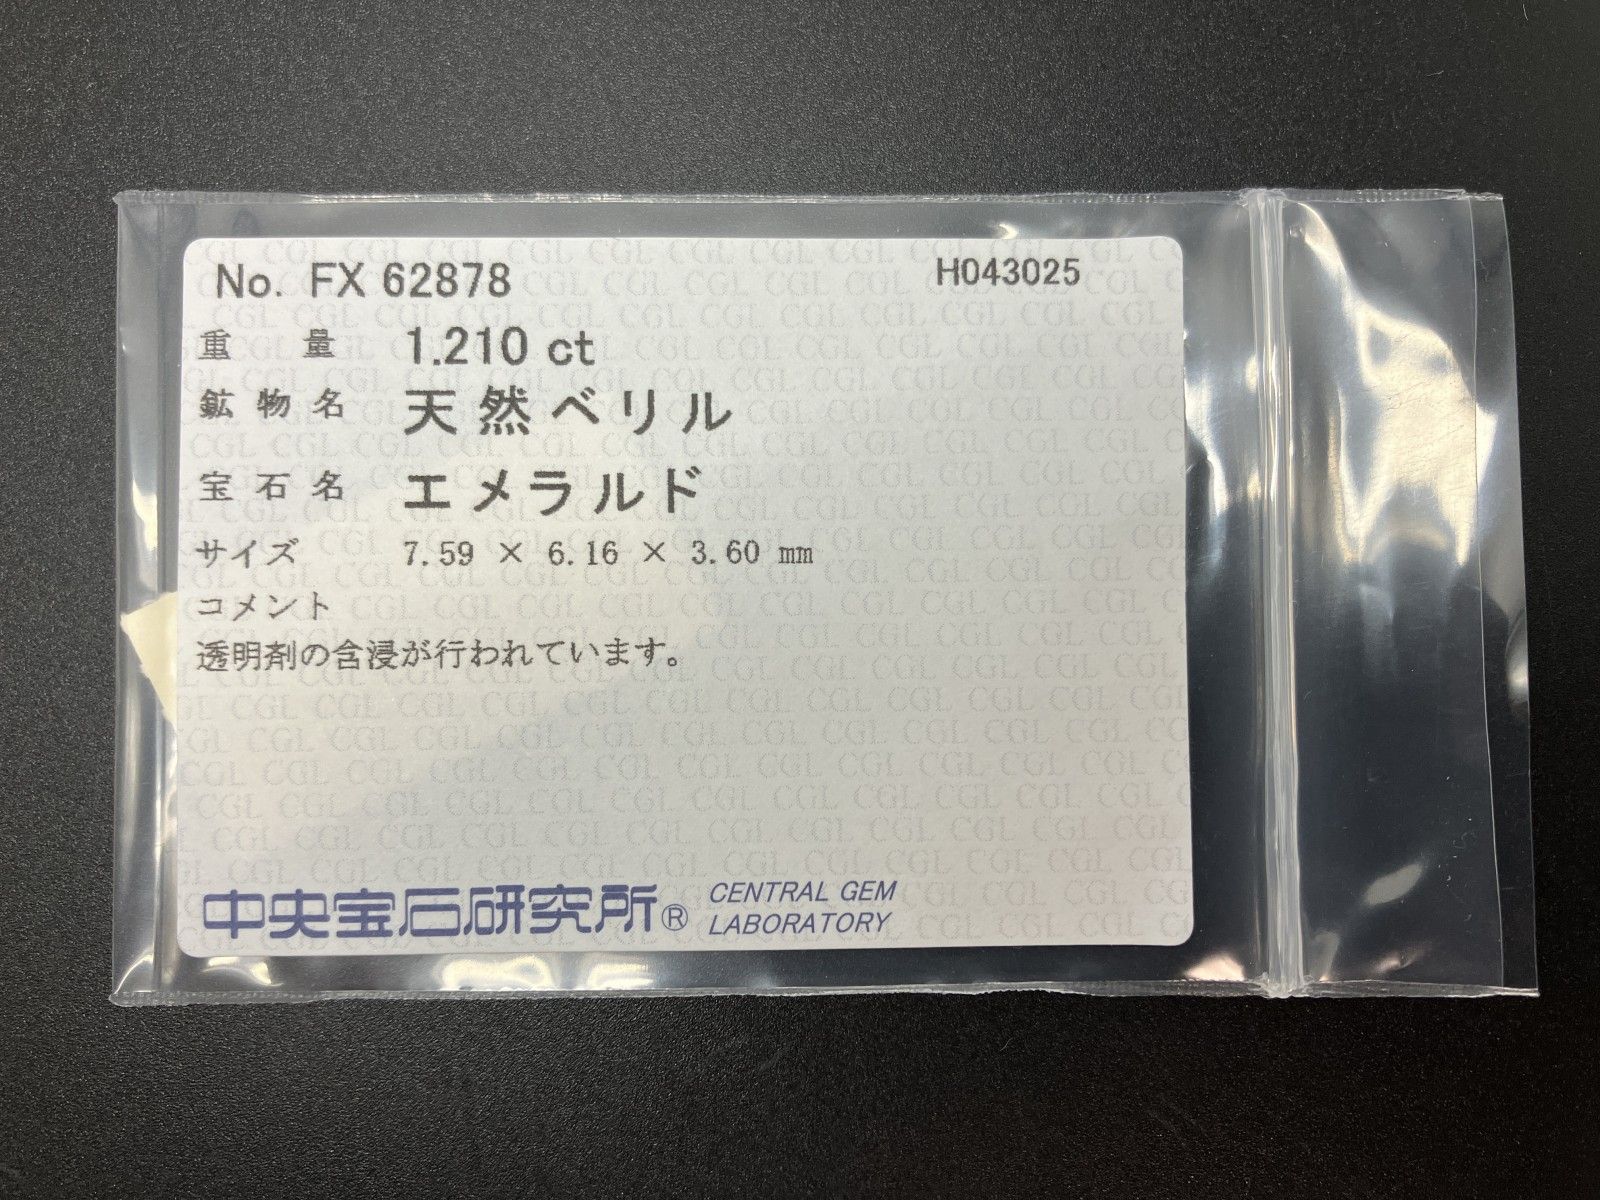 No. FX 62878 H043025
重量 1.210 ct
鉱物名 天然ベリル
宝石名 エメラルド
サイズ 7.59 × 6.16 × 3.60 mm
コメント
透明剤の含浸が行われています。
中央宝石研究所® CENTRAL GEM
LABORATORY